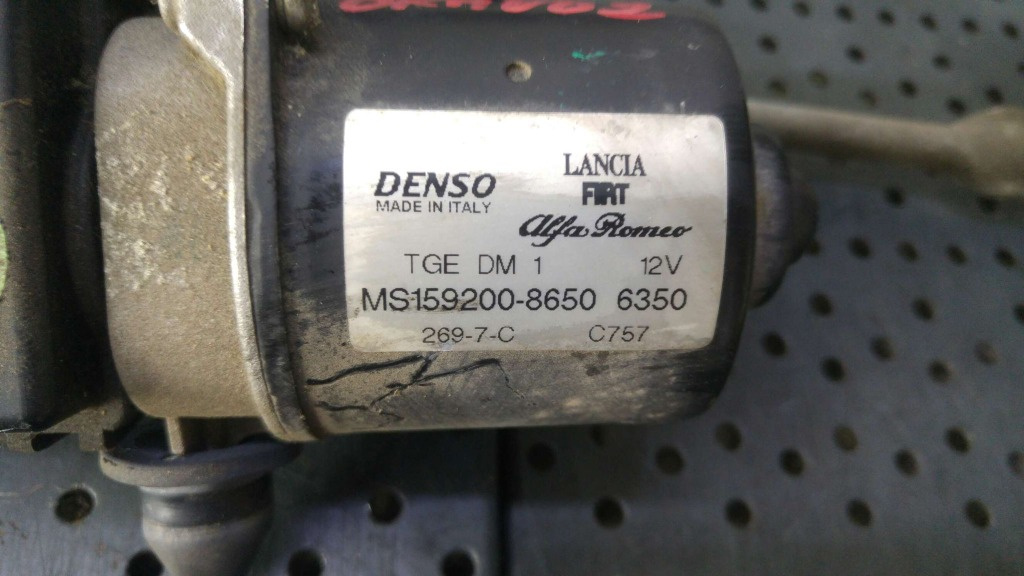 DENSO
MADE IN ITALY
LANCIA
FIAT
Alfa Romeo
TGE DM 1 12V
MS159200-8650 6350
269-7-C C757